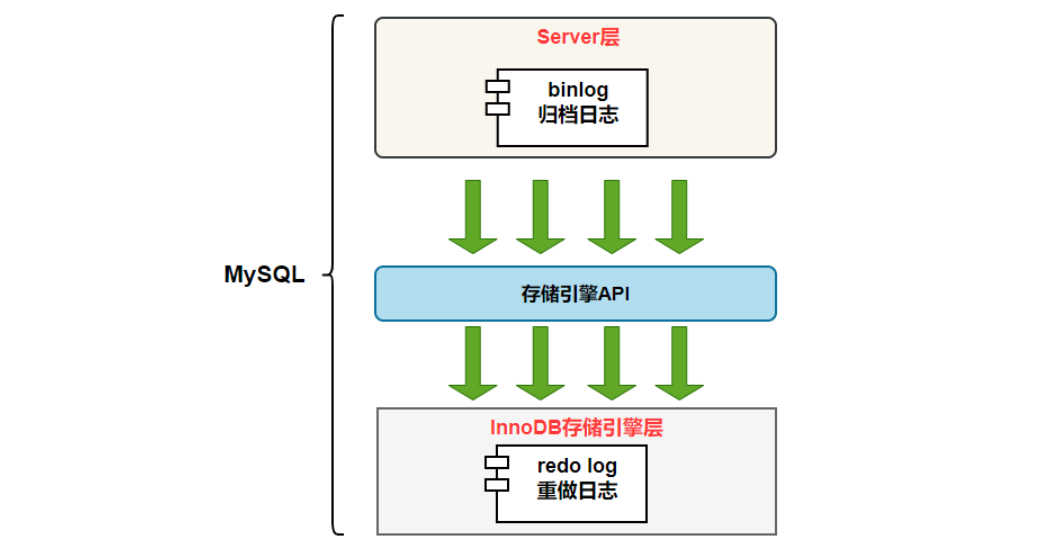 Server层
binlog
归档日志
MySQL
存储引擎API
InnoDB存储引擎层
redo log
重做日志